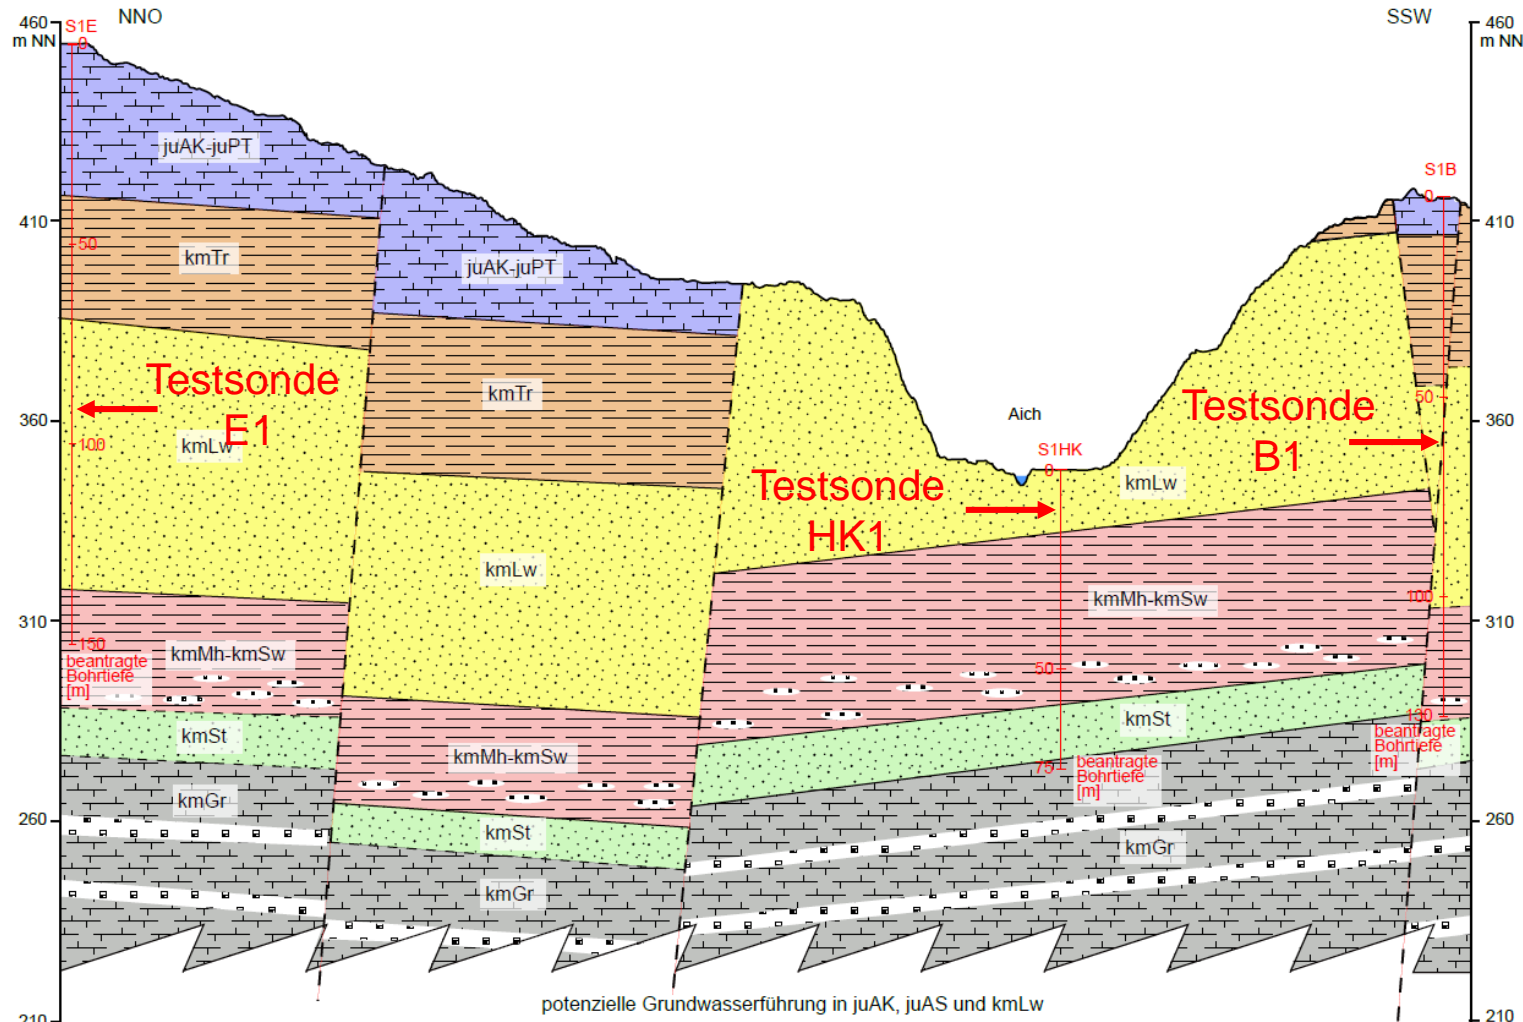 460
m NN
NNO
S1E
0
SSW
460
m NN
juAK-juPT
S1B
0
410
410
50
kmTr
juAK-juPT
Testsonde
E1
kmTr
360
360
Testsonde
B1
50
Aich
100
kmLw
S1HK
0
kmLw
Testsonde
HK1
kmLw
100
kmMh-kmSw
310
310
150
beantragte
Bohrtiefe
[m]
kmMh-kmSw
50
kmSt
kmSt
130
beantragte
Bohrtiefe
[m]
kmMh-kmSw
75
beantragte
Bohrtiefe
[m]
kmGr
260
260
kmSt
kmGr
kmGr
potenzielle Grundwasserführung in juAK, juAS und kmLw
210
210